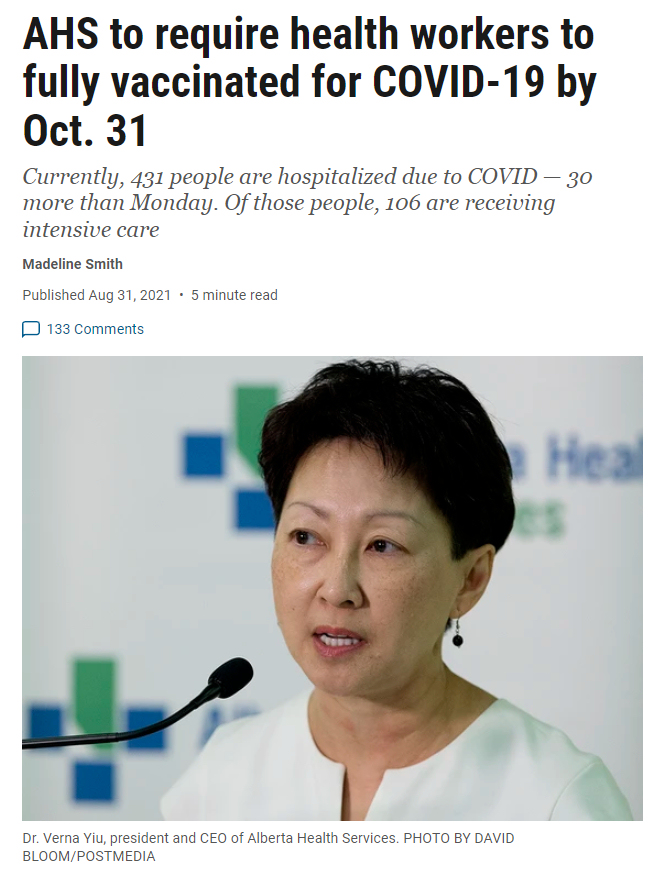 AHS to require health workers to
fully vaccinated for COVID-19 by
Oct. 31
Currently, 431 people are hospitalized due to COVID — 30
more than Monday. Of those people, 106 are receiving
intensive care
Madeline Smith
Published Aug 31, 2021 • 5 minute read
133 Comments
a Heal
es
Al
Dr. Verna Yiu, president and CEO of Alberta Health Services. PHOTO BY DAVID
BLOOM/POSTMEDIA